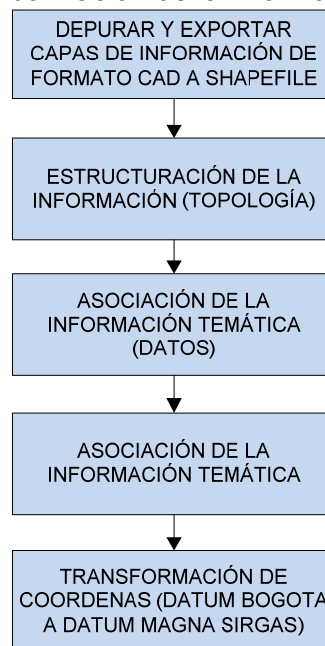 DEPURAR Y EXPORTAR
CAPAS DE INFORMACIÓN DE
FORMATO CAD A SHAPEFILE
ESTRUCTURACIÓN DE LA
INFORMACIÓN (TOPOLOGÍA)
ASOCIACIÓN DE LA
INFORMACIÓN TEMÁTICA
(DATOS)
ASOCIACIÓN DE LA
INFORMACIÓN TEMÁTICA
TRANSFORMACIÓN DE
COORDENAS (DATUM BOGOTA
A DATUM MAGNA SIRGAS)